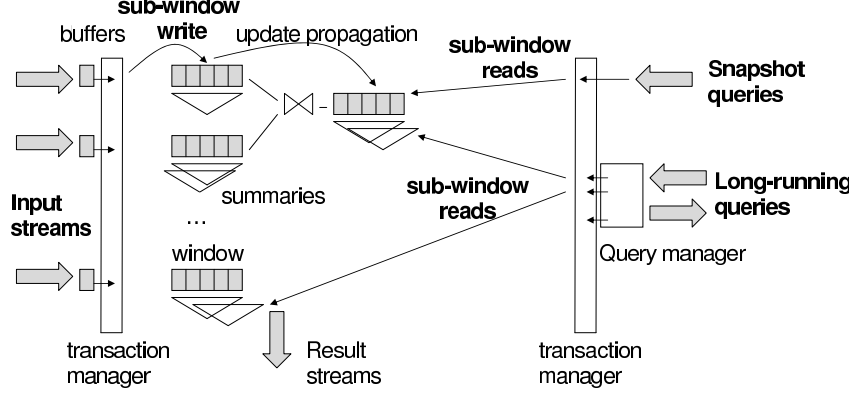 sub-window
write
buffers
update propagation
sub-window
reads
Snapshot
queries
summaries
sub-window
reads
Long-running
queries
Input
streams
...
window
Query manager
transaction
manager
Result
streams
transaction
manager